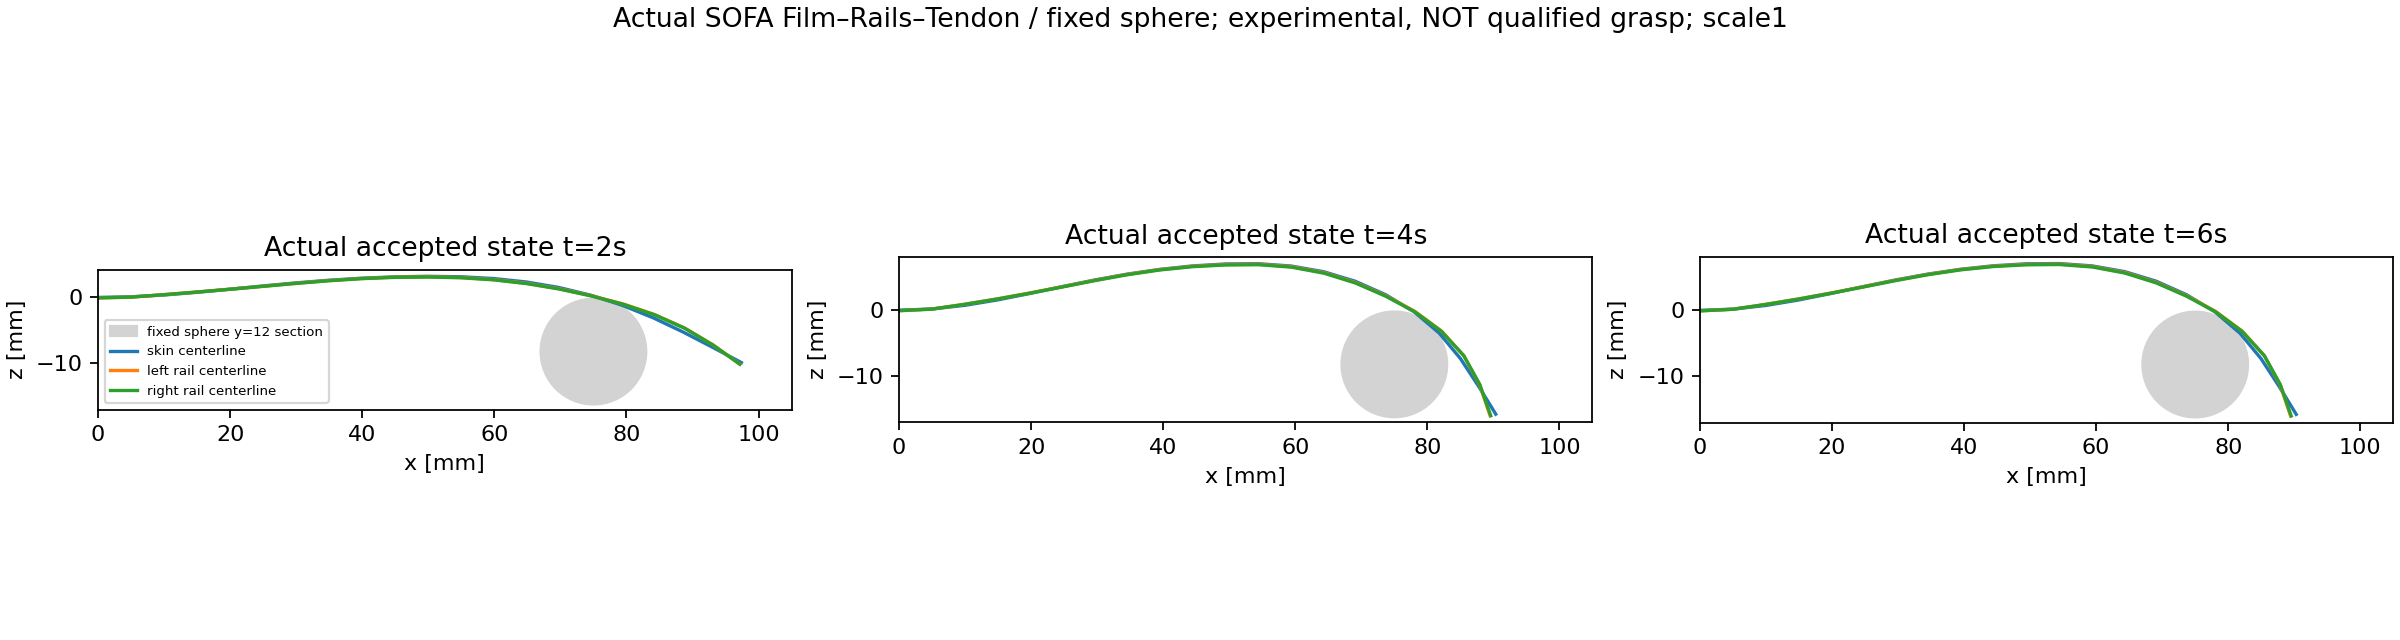 Actual SOFA Film–Rails–Tendon / fixed sphere; experimental, NOT qualified grasp; scale1
Actual accepted state t=2s
z [mm]
0
−10
fixed sphere y=12 section
skin centerline
left rail centerline
right rail centerline
0 20 40 60 80 100
x [mm]
Actual accepted state t=4s
z [mm]
0
−10
0 20 40 60 80 100
x [mm]
Actual accepted state t=6s
z [mm]
0
−10
0 20 40 60 80 100
x [mm]